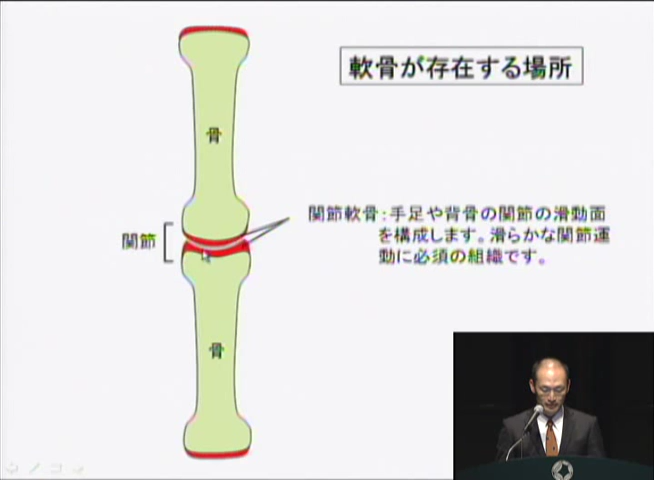 軟骨が存在する場所
骨
関節軟骨:手足や背骨の関節の滑動面
を構成します。滑らかな関節運
動に必須の組織です。
関節
骨